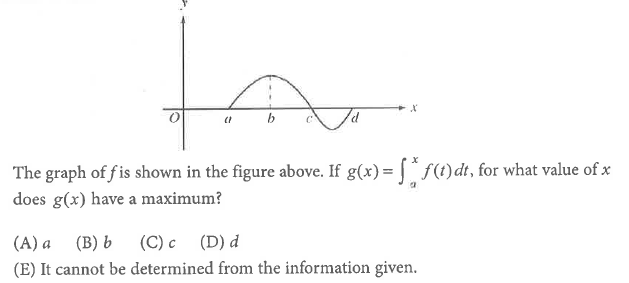 y
O a b c d x
The graph of f is shown in the figure above. If g(x) = ∫ₐˣ f(t) dt, for what value of x
does g(x) have a maximum?
(A) a (B) b (C) c (D) d
(E) It cannot be determined from the information given.